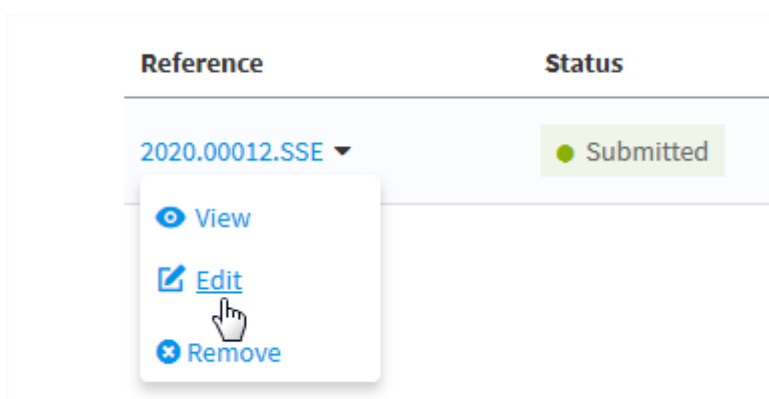 Reference Status
2020.00012.SSE Submitted
View
Edit
Remove